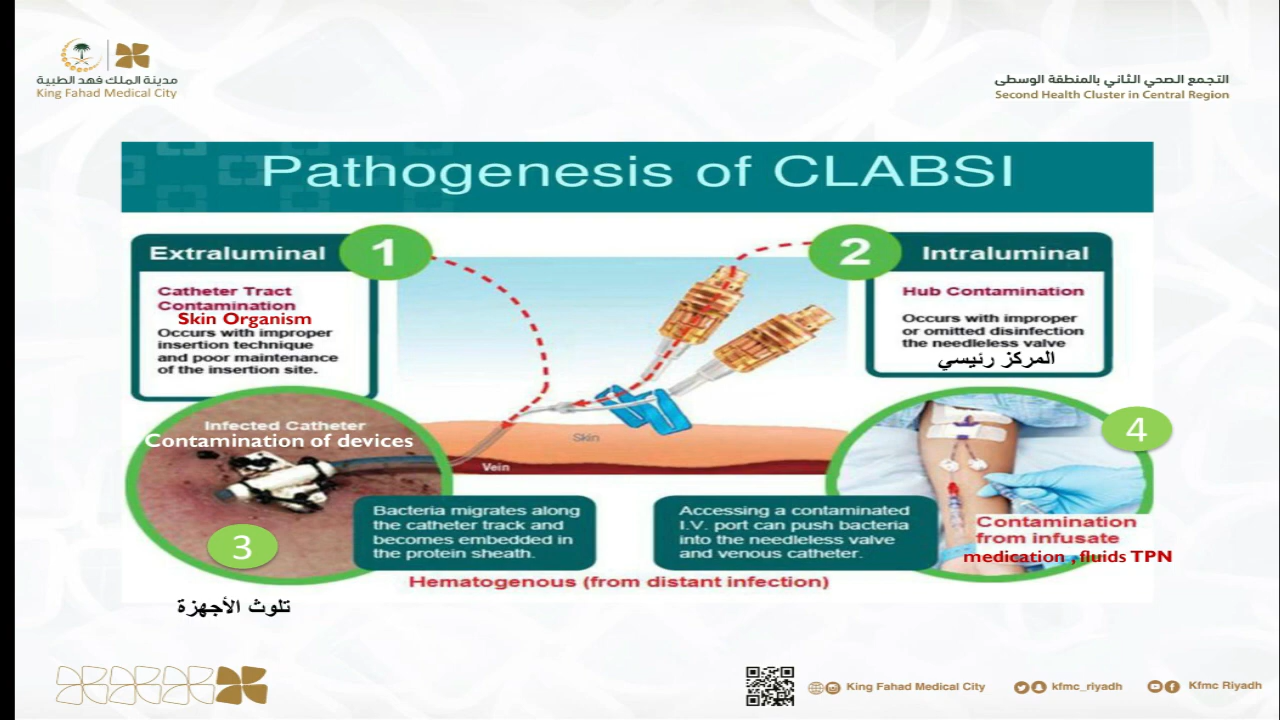 مدينة الملك فهد الطبية
King Fahad Medical City
التجمع الصحي الثاني بالمنطقة الوسطى
Second Health Cluster in Central Region
Pathogenesis of CLABSI
Extraluminal
1
Catheter Tract
Contamination
Skin Organism
Occurs with improper
insertion technique
and poor maintenance
of the insertion site.
2
Intraluminal
Hub Contamination
Occurs with improper
or omitted disinfection
the needleless valve
المركز رئيسي
Skin
Vein
Infected Catheter
Contamination of devices
3
Bacteria migrates along
the catheter track and
becomes embedded in
the protein sheath.
Accessing a contaminated
I.V. port can push bacteria
into the needleless valve
and venous catheter.
4
Contamination
from infusate
medication ,fluids TPN
Hematogenous (from distant infection)
تلوث الأجهزة
King Fahad Medical City
kfmc_riyadh
Kfmc Riyadh